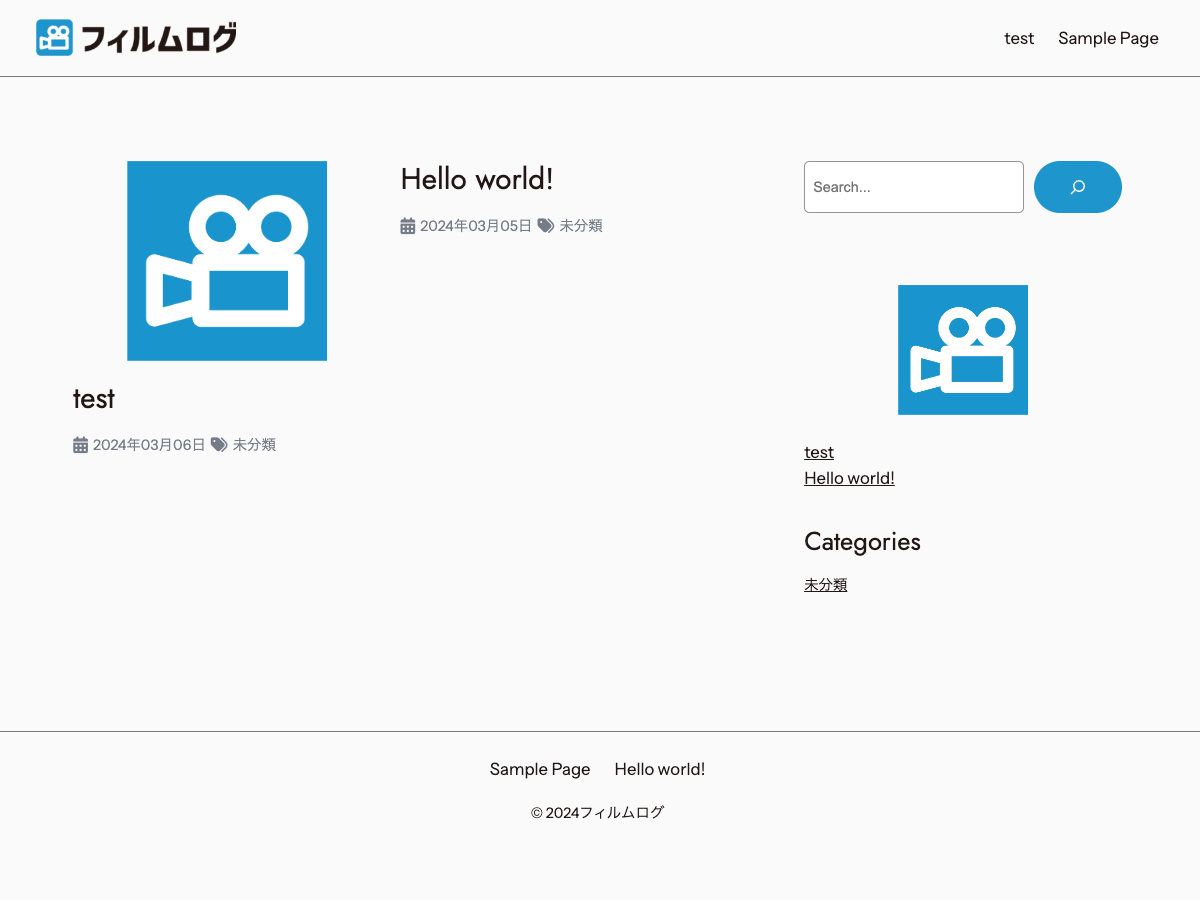 フィルムログ
test Sample Page
test
2024年03月06日 未分類
Hello world!
2024年03月05日 未分類
Search...
test
Hello world!
Categories
未分類
Sample Page Hello world!
© 2024フィルムログ